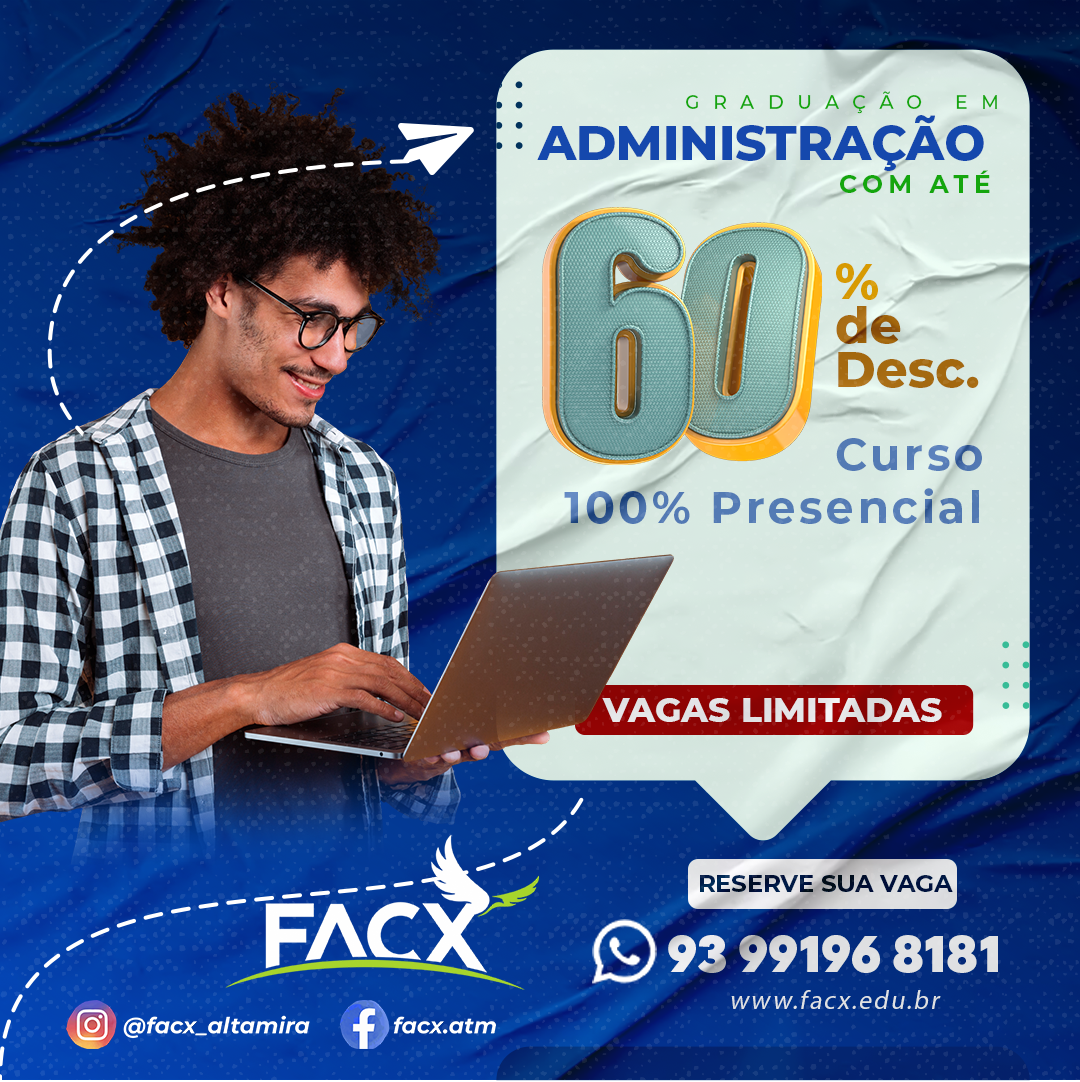 GRADUAÇÃO EM
ADMINISTRAÇÃO
COM ATÉ
60
%
de
Desc.
Curso
100% Presencial
VAGAS LIMITADAS
RESERVE SUA VAGA
93 99196 8181
www.facx.edu.br
FACX
@facx_altamira
facx.atm